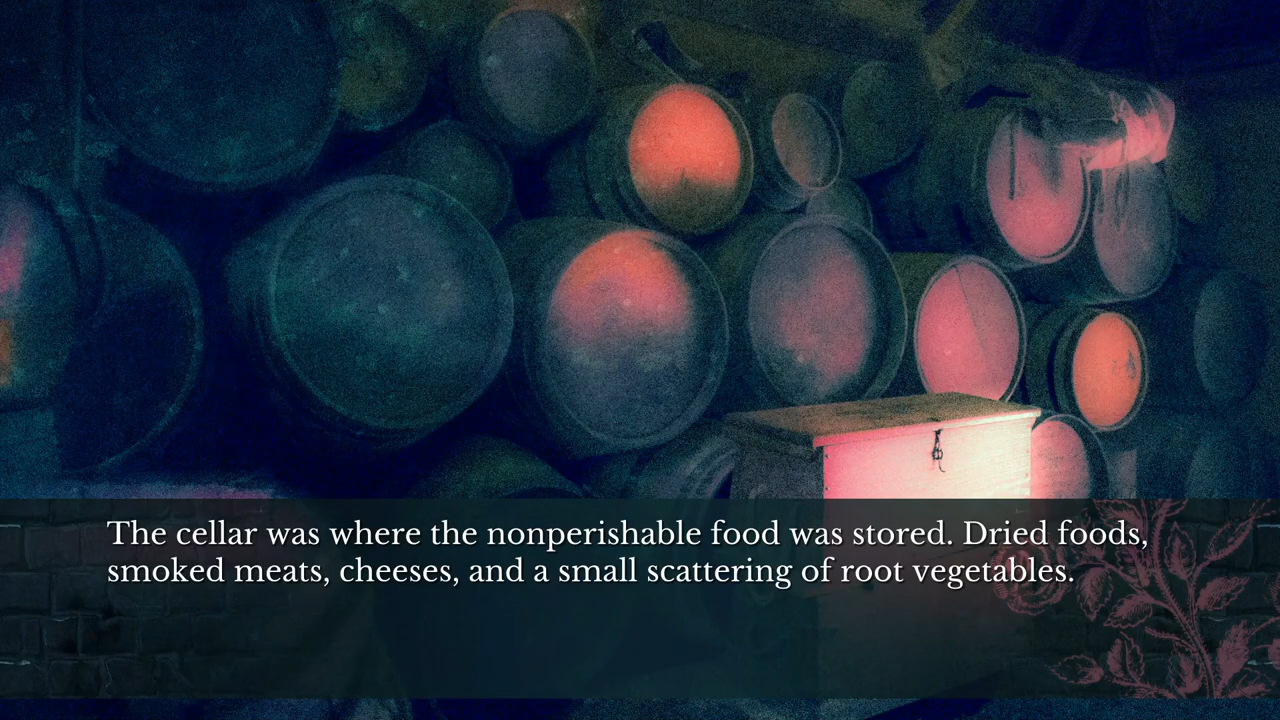 The cellar was where the nonperishable food was stored. Dried foods,
smoked meats, cheeses, and a small scattering of root vegetables.